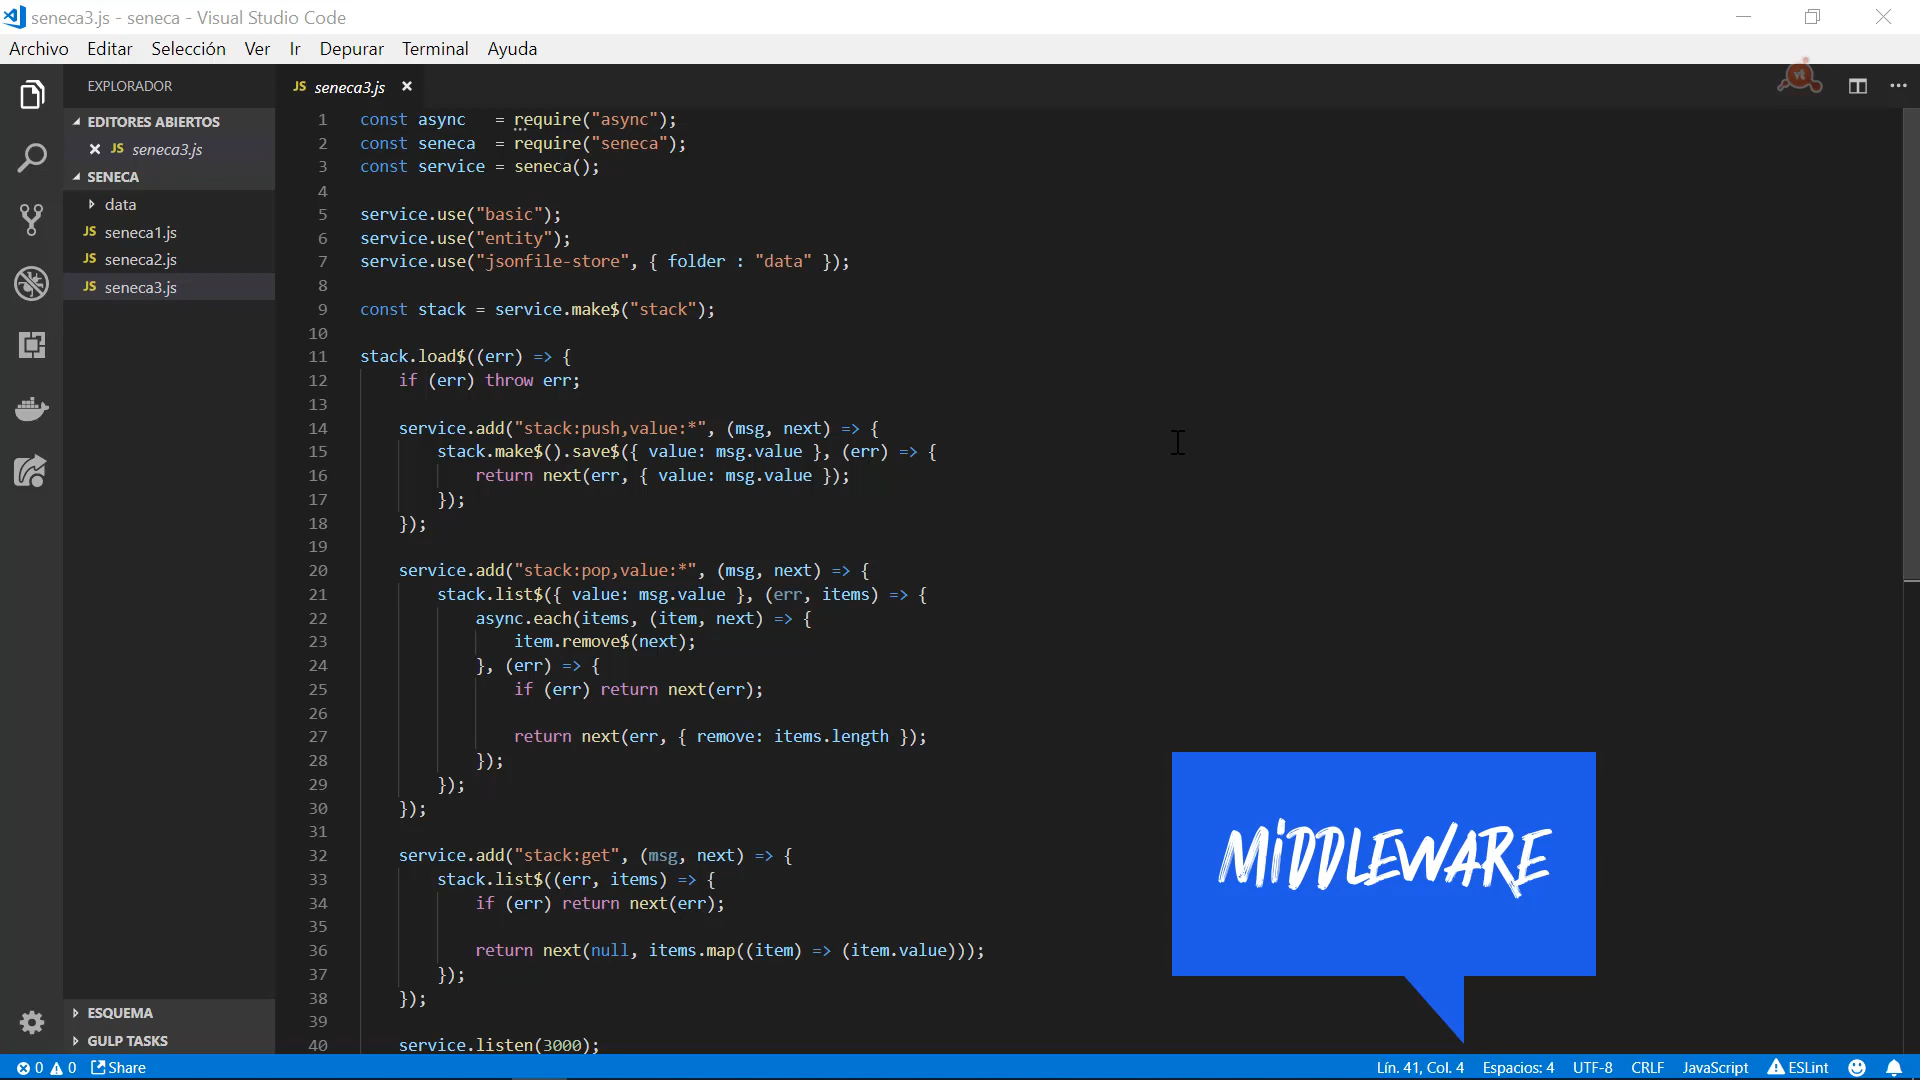 seneca3.js - seneca - Visual Studio Code
Archivo Editar Selección Ver Ir Depurar Terminal Ayuda
EXPLORADOR
EDITORES ABIERTOS
JS seneca3.js
SENECA
data
JS seneca1.js
JS seneca2.js
JS seneca3.js
ESQUEMA
GULP TASKS
JS seneca3.js
vt
1 const async   = require("async");
2 const seneca  = require("seneca");
3 const service = seneca();
4
5 service.use("basic");
6 service.use("entity");
7 service.use("jsonfile-store", { folder : "data" });
8
9 const stack = service.make$("stack");
10
11 stack.load$((err) => {
12     if (err) throw err;
13
14     service.add("stack:push,value:*", (msg, next) => {
15         stack.make$().save$({ value: msg.value }, (err) => {
16             return next(err, { value: msg.value });
17         });
18     });
19
20     service.add("stack:pop,value:*", (msg, next) => {
21         stack.list$({ value: msg.value }, (err, items) => {
22             async.each(items, (item, next) => {
23                 item.remove$(next);
24             }, (err) => {
25                 if (err) return next(err);
26
27                 return next(err, { remove: items.length });
28             });
29         });
30     });
31
32     service.add("stack:get", (msg, next) => {
33         stack.list$((err, items) => {
34             if (err) return next(err);
35
36             return next(null, items.map((item) => (item.value)));
37         });
38     });
39
40     service.listen(3000);
MIDDLEWARE
0 0 Share
Lín. 41, Col. 4 Espacios: 4 UTF-8 CRLF JavaScript ESLint